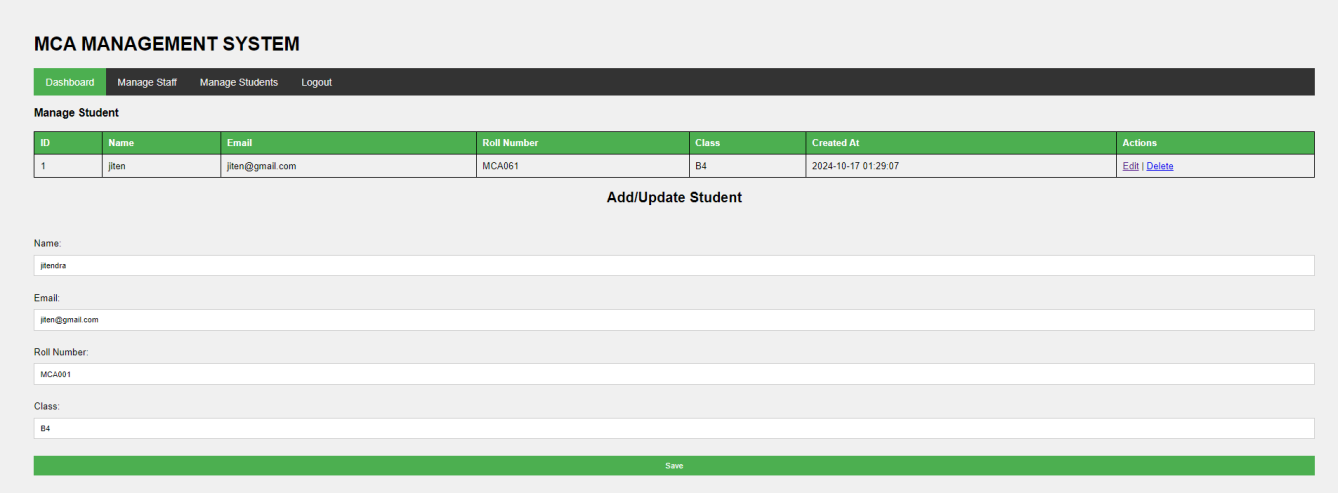 MCA MANAGEMENT SYSTEM
Dashboard Manage Staff Manage Students Logout
Manage Student
ID Name Email Roll Number Class Created At Actions
1 jiten jiten@gmail.com MCA061 B4 2024-10-17 01:29:07 Edit | Delete
Add/Update Student
Name:
jitendra
Email:
jiten@gmail.com
Roll Number:
MCA001
Class:
B4
Save